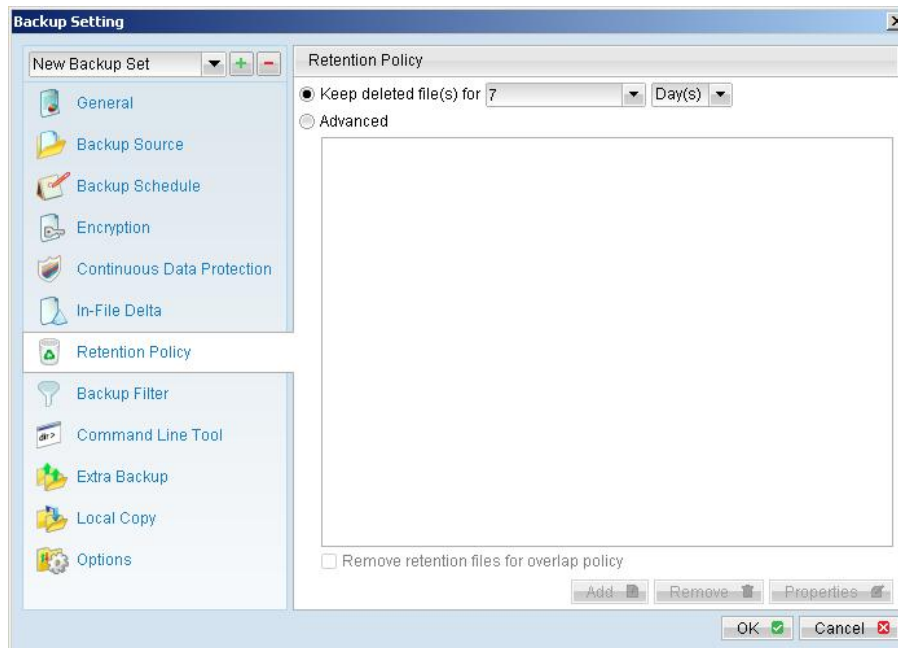 Backup Setting
New Backup Set
General
Backup Source
Backup Schedule
Encryption
Continuous Data Protection
In-File Delta
Retention Policy
Backup Filter
dir>
Command Line Tool
Extra Backup
Local Copy
Options
Retention Policy
Keep deleted file(s) for 7 Day(s)
Advanced
Remove retention files for overlap policy
Add Remove Properties
OK Cancel